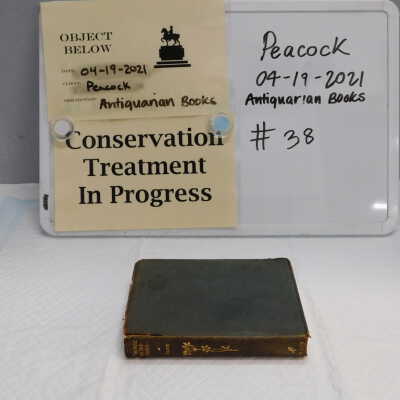 OBJECT
BELOW
DATE: 04-19-2021
Peacock
Antiquarian Books
Conservation
Treatment
In Progress
Peacock
04-19-2021
Antiquarian Books
# 38